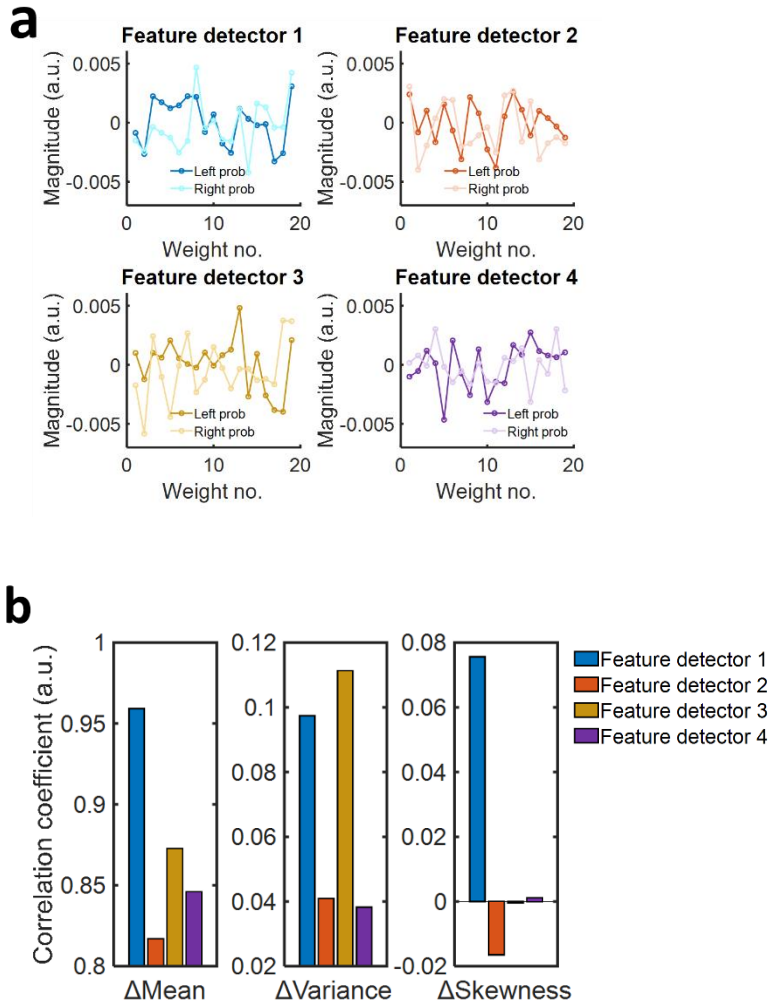 a
Feature detector 1
Feature detector 2
0.005
0
-0.005
Magnitude (a.u.)
Left prob
Right prob
0
10
20
Weight no.
0.005
0
-0.005
Magnitude (a.u.)
Left prob
Right prob
0
10
20
Weight no.
Feature detector 3
Feature detector 4
0.005
0
-0.005
Magnitude (a.u.)
Left prob
Right prob
0
10
20
Weight no.
0.005
0
-0.005
Magnitude (a.u.)
Left prob
Right prob
0
10
20
Weight no.
b
Correlation coefficient (a.u.)
1
0.95
0.9
0.85
0.8
ΔMean
0.12
0.1
0.08
0.06
0.04
0.02
ΔVariance
0.08
0.06
0.04
0.02
0
-0.02
ΔSkewness
Feature detector 1
Feature detector 2
Feature detector 3
Feature detector 4